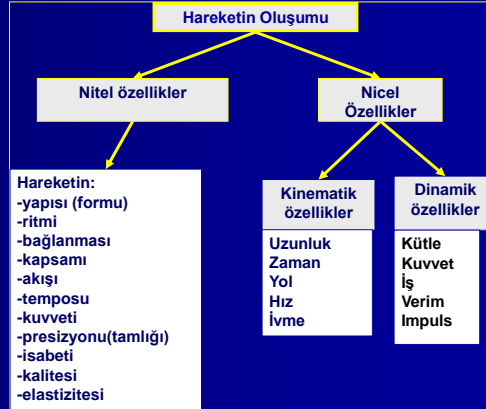 Hareketin Oluşumu
Nitel özellikler
Nicel
Özellikler
Hareketin:
-yapısı (formu)
-ritmi
-bağlanması
-kapsamı
-akışı
-temposu
-kuvveti
-presizyonu(tamlığı)
-isabeti
-kalitesi
-elastizitesi
Kinematik
özellikler
Uzunluk
Zaman
Yol
Hız
İvme
Dinamik
özellikler
Kütle
Kuvvet
İş
Verim
Impuls